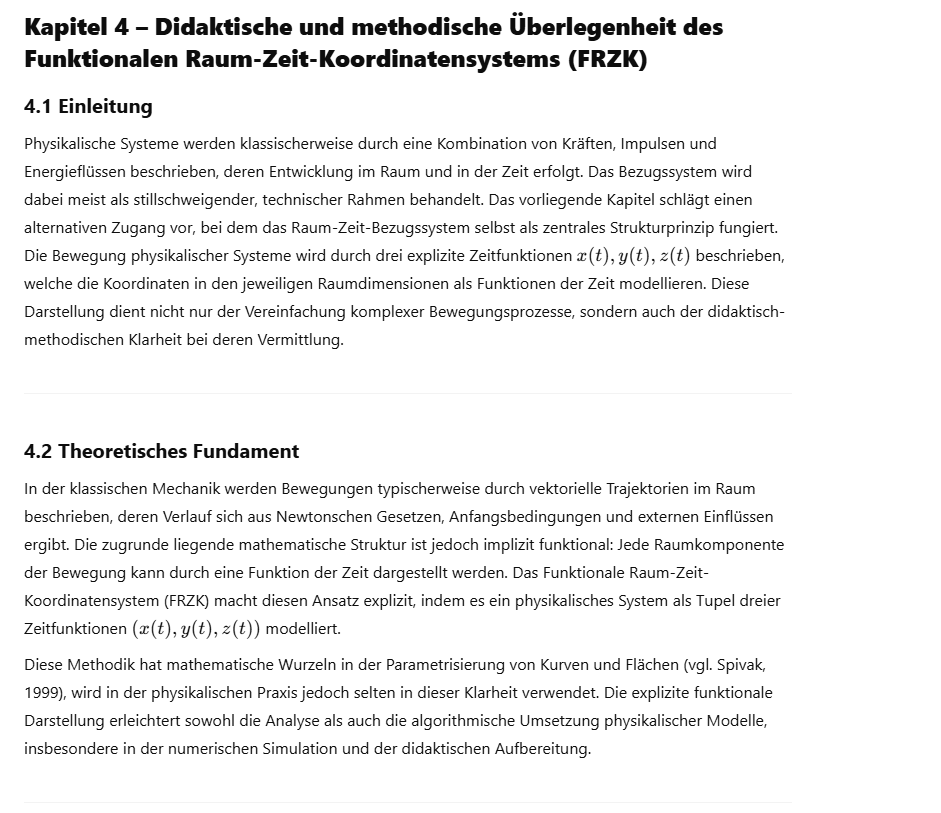 Kapitel 4 – Didaktische und methodische Überlegenheit des
Funktionalen Raum-Zeit-Koordinatensystems (FRZK)
4.1 Einleitung
Physikalische Systeme werden klassischerweise durch eine Kombination von Kräften, Impulsen und
Energieflüssen beschrieben, deren Entwicklung im Raum und in der Zeit erfolgt. Das Bezugssystem wird
dabei meist als stillschweigender, technischer Rahmen behandelt. Das vorliegende Kapitel schlägt einen
alternativen Zugang vor, bei dem das Raum-Zeit-Bezugssystem selbst als zentrales Strukturprinzip fungiert.
Die Bewegung physikalischer Systeme wird durch drei explizite Zeitfunktionen x(t), y(t), z(t) beschrieben,
welche die Koordinaten in den jeweiligen Raumdimensionen als Funktionen der Zeit modellieren. Diese
Darstellung dient nicht nur der Vereinfachung komplexer Bewegungsprozesse, sondern auch der didaktisch-
methodischen Klarheit bei deren Vermittlung.
4.2 Theoretisches Fundament
In der klassischen Mechanik werden Bewegungen typischerweise durch vektorielle Trajektorien im Raum
beschrieben, deren Verlauf sich aus Newtonschen Gesetzen, Anfangsbedingungen und externen Einflüssen
ergibt. Die zugrunde liegende mathematische Struktur ist jedoch implizit funktional: Jede Raumkomponente
der Bewegung kann durch eine Funktion der Zeit dargestellt werden. Das Funktionale Raum-Zeit-
Koordinatensystem (FRZK) macht diesen Ansatz explizit, indem es ein physikalisches System als Tupel dreier
Zeitfunktionen (x(t), y(t), z(t)) modelliert.
Diese Methodik hat mathematische Wurzeln in der Parametrisierung von Kurven und Flächen (vgl. Spivak,
1999), wird in der physikalischen Praxis jedoch selten in dieser Klarheit verwendet. Die explizite funktionale
Darstellung erleichtert sowohl die Analyse als auch die algorithmische Umsetzung physikalischer Modelle,
insbesondere in der numerischen Simulation und der didaktischen Aufbereitung.